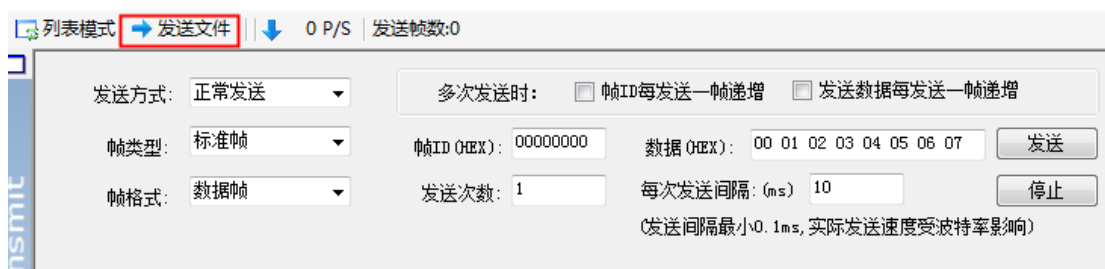 列表模式 发送文件 0 P/S 发送帧数:0
发送方式: 正常发送 多次发送时: 帧ID每发送一帧递增 发送数据每发送一帧递增
帧类型: 标准帧 帧ID(HEX): 00000000 数据(HEX): 00 01 02 03 04 05 06 07 发送
帧格式: 数据帧 发送次数: 1 每次发送间隔:(ms) 10 停止
(发送间隔最小0.1ms,实际发送速度受波特率影响)
nsmit